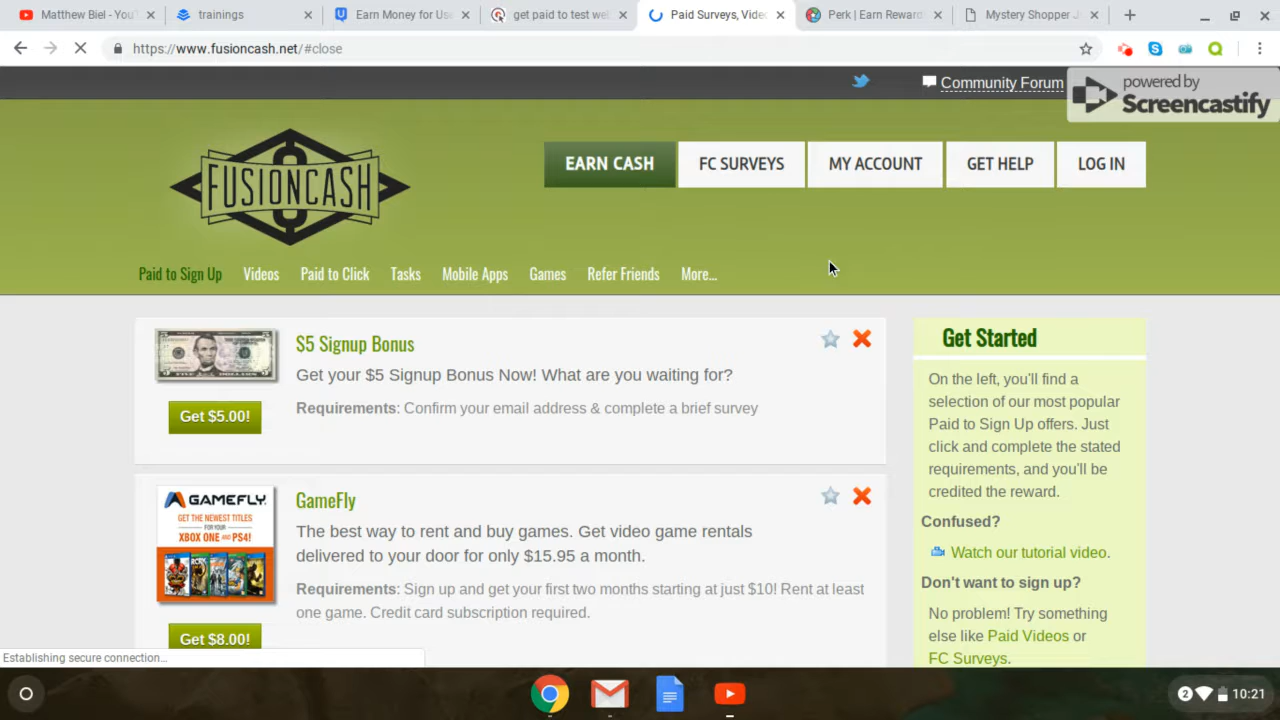 Matthew Biel - You
trainings
Earn Money for Us
get paid to test we
Paid Surveys, Vide
Perk | Earn Reward
Mystery Shopper J
https://www.fusioncash.net/#close
Community Forum
powered by
Screencastify
FUSIONCASH
EARN CASH
FC SURVEYS
MY ACCOUNT
GET HELP
LOG IN
Paid to Sign Up
Videos
Paid to Click
Tasks
Mobile Apps
Games
Refer Friends
More...
$5 Signup Bonus
Get your $5 Signup Bonus Now! What are you waiting for?
Requirements: Confirm your email address & complete a brief survey
Get $5.00!
GAMEFLY
GET THE NEWEST TITLES
FOR YOUR
XBOX ONE AND PS4!
GameFly
The best way to rent and buy games. Get video game rentals
delivered to your door for only $15.95 a month.
Requirements: Sign up and get your first two months starting at just $10! Rent at least
one game. Credit card subscription required.
Get $8.00!
Get Started
On the left, you'll find a
selection of our most popular
Paid to Sign Up offers. Just
click and complete the stated
requirements, and you'll be
credited the reward.
Confused?
Watch our tutorial video.
Don't want to sign up?
No problem! Try something
else like Paid Videos or
FC Surveys.
Establishing secure connection...
2
10:21